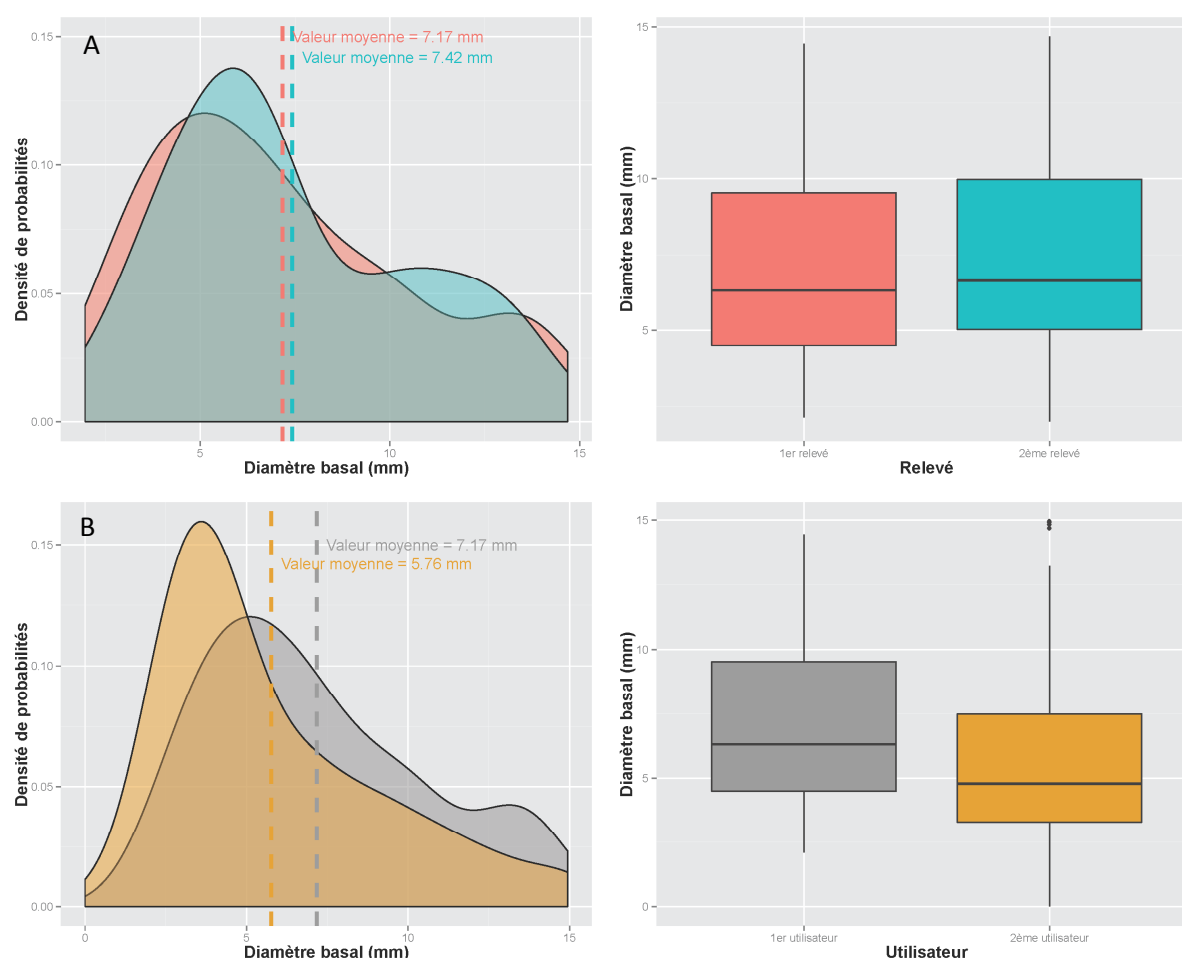 A
Valeur moyenne = 7.17 mm
Valeur moyenne = 7.42 mm
0.15
0.10
0.05
0.00
Densité de probabilités
5
10
15
Diamètre basal (mm)
15
10
5
Diamètre basal (mm)
1er relevé
2ème relevé
Relevé
B
Valeur moyenne = 7.17 mm
Valeur moyenne = 5.76 mm
0.15
0.10
0.05
0.00
Densité de probabilités
0
5
10
15
Diamètre basal (mm)
15
10
5
0
Diamètre basal (mm)
1er utilisateur
2ème utilisateur
Utilisateur